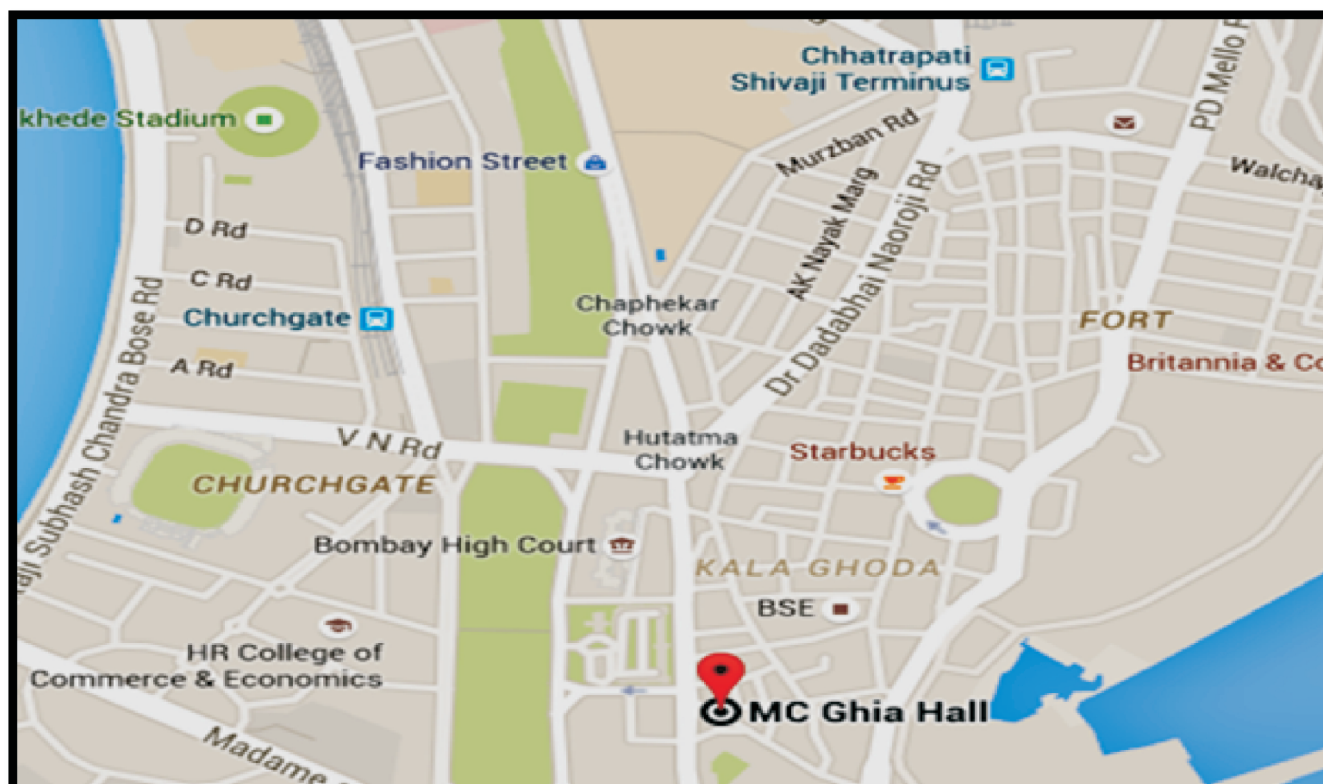 Chhatrapati
Shivaji Terminus
PD Mello
khede Stadium
Murzban Rd
Fashion Street
Walcha
AK Nayak Marg
D Rd
C Rd
Dr Dadabhai Naoroji Rd
Chaphekar
Chowk
Churchgate
FORT
A Rd
Britannia & Co
aji Subhash Chandra Bose Rd
V N Rd
Hutatma
Chowk
Starbucks
CHURCHGATE
Bombay High Court
KALA GHODA
BSE
HR College of
Commerce & Economics
MC Ghia Hall
Madame